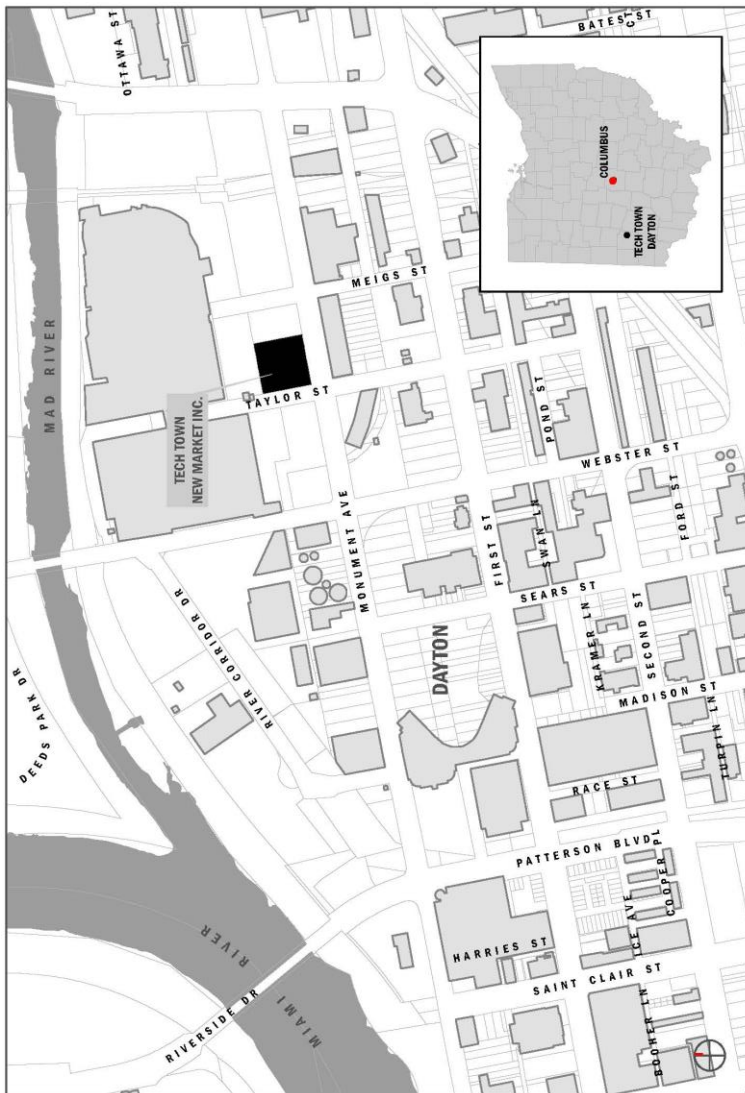 OTTAWA ST
BATES ST
CT
MAD RIVER
COLUMBUS
TECH TOWN
DAYTON
MEIGS ST
TECH TOWN
NEW MARKET INC.
TAYLOR ST
POND ST
WEBSTER ST
MONUMENT AVE
FIRST ST
SWAN LN
FORD ST
SEARS ST
DEEDS PARK DR
RIVER CORRIDOR DR
DAYTON
KRAMER LN
SECOND ST
MADISON ST
TURPIN LN
RACE ST
PATTERSON BLVD
COOPER PL
ICE AVE
HARRIES ST
SAINT CLAIR ST
BOOHER LN
MIAMI RIVER
RIVERSIDE DR